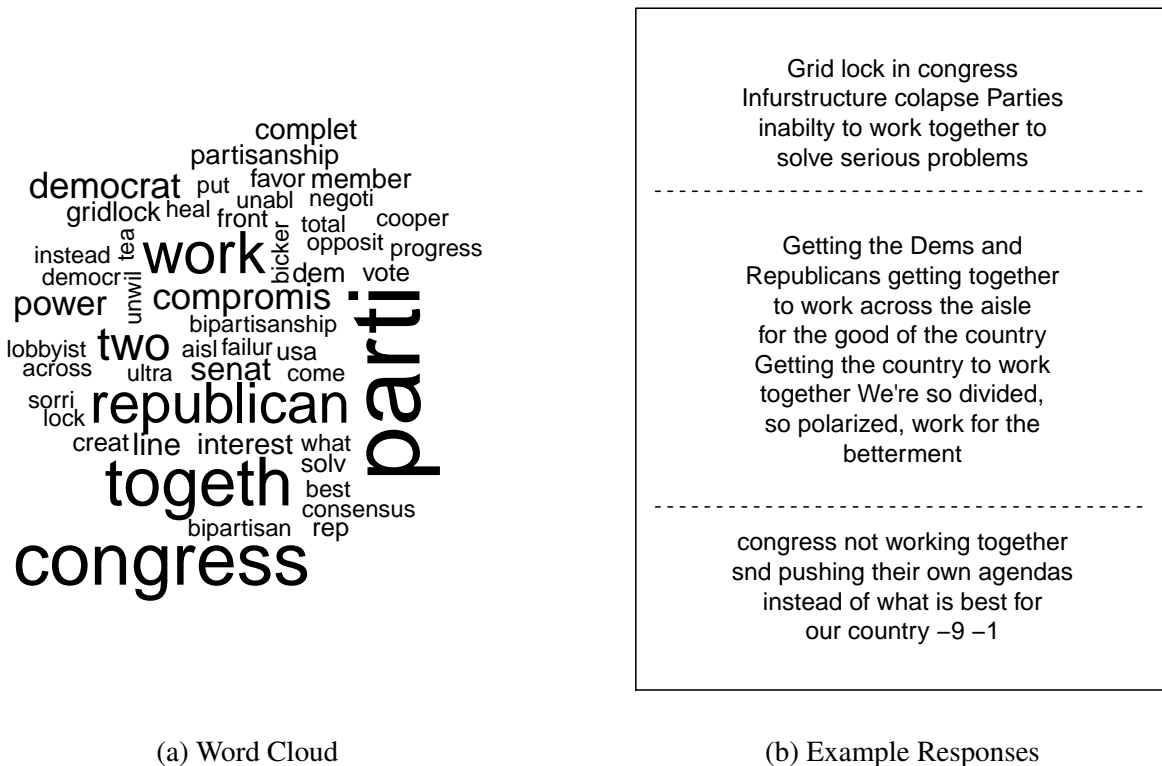 complet
partisanship
democrat put favor member
gridlock heal unabl negoti
front total cooper
instead tea work bicker opposit progress
democr unwil dem vote
power compromis parti
bipartisanship
lobbyist two aisl failur usa
across ultra senat come
sorri republican
lock
creat line interest what
togeth solv
best
consensus
bipartisan rep
congress
(a) Word Cloud
Grid lock in congress
Infurstructure colapse Parties
inabilty to work together to
solve serious problems
Getting the Dems and
Republicans getting together
to work across the aisle
for the good of the country
Getting the country to work
together We're so divided,
so polarized, work for the
betterment
congress not working together
snd pushing their own agendas
instead of what is best for
our country −9 −1
(b) Example Responses